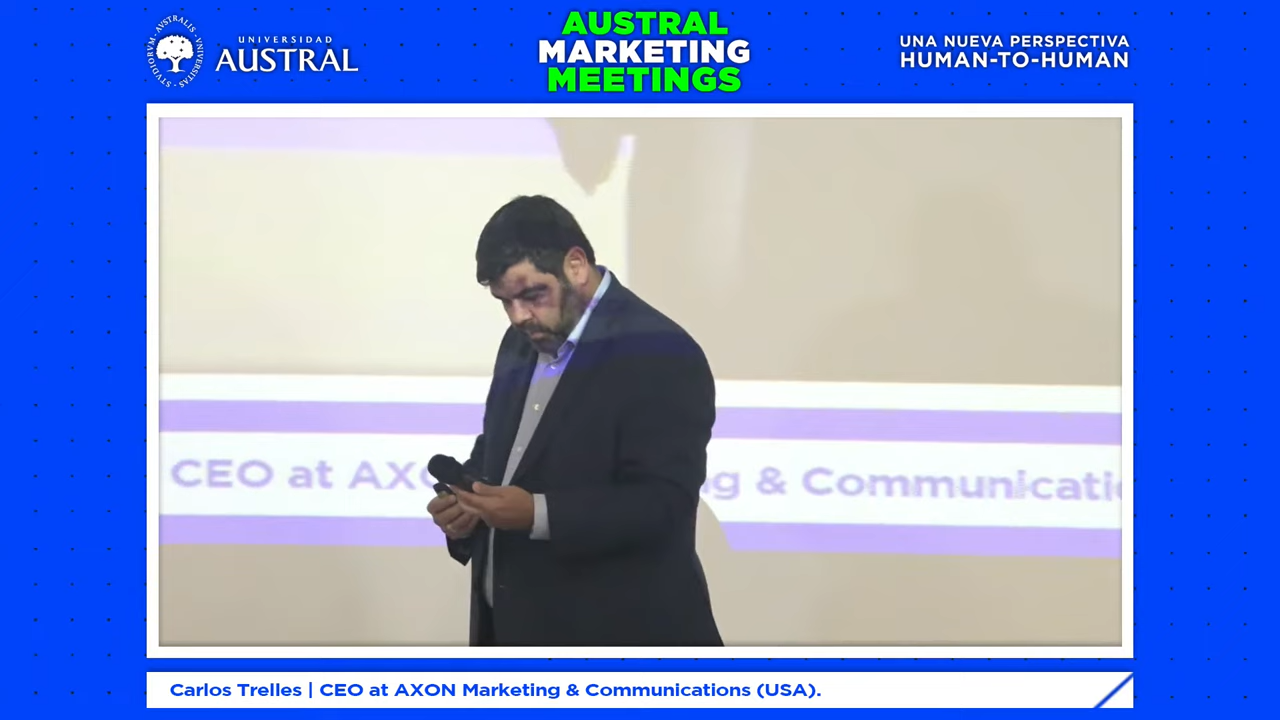 STVDIORVM · AVSTRALIS · VNIVERSITAS ·
UNIVERSIDAD
AUSTRAL
AUSTRAL
MARKETING
MEETINGS
UNA NUEVA PERSPECTIVA
HUMAN-TO-HUMAN
CEO at AX
& Communicati
Carlos Trelles | CEO at AXON Marketing & Communications (USA).